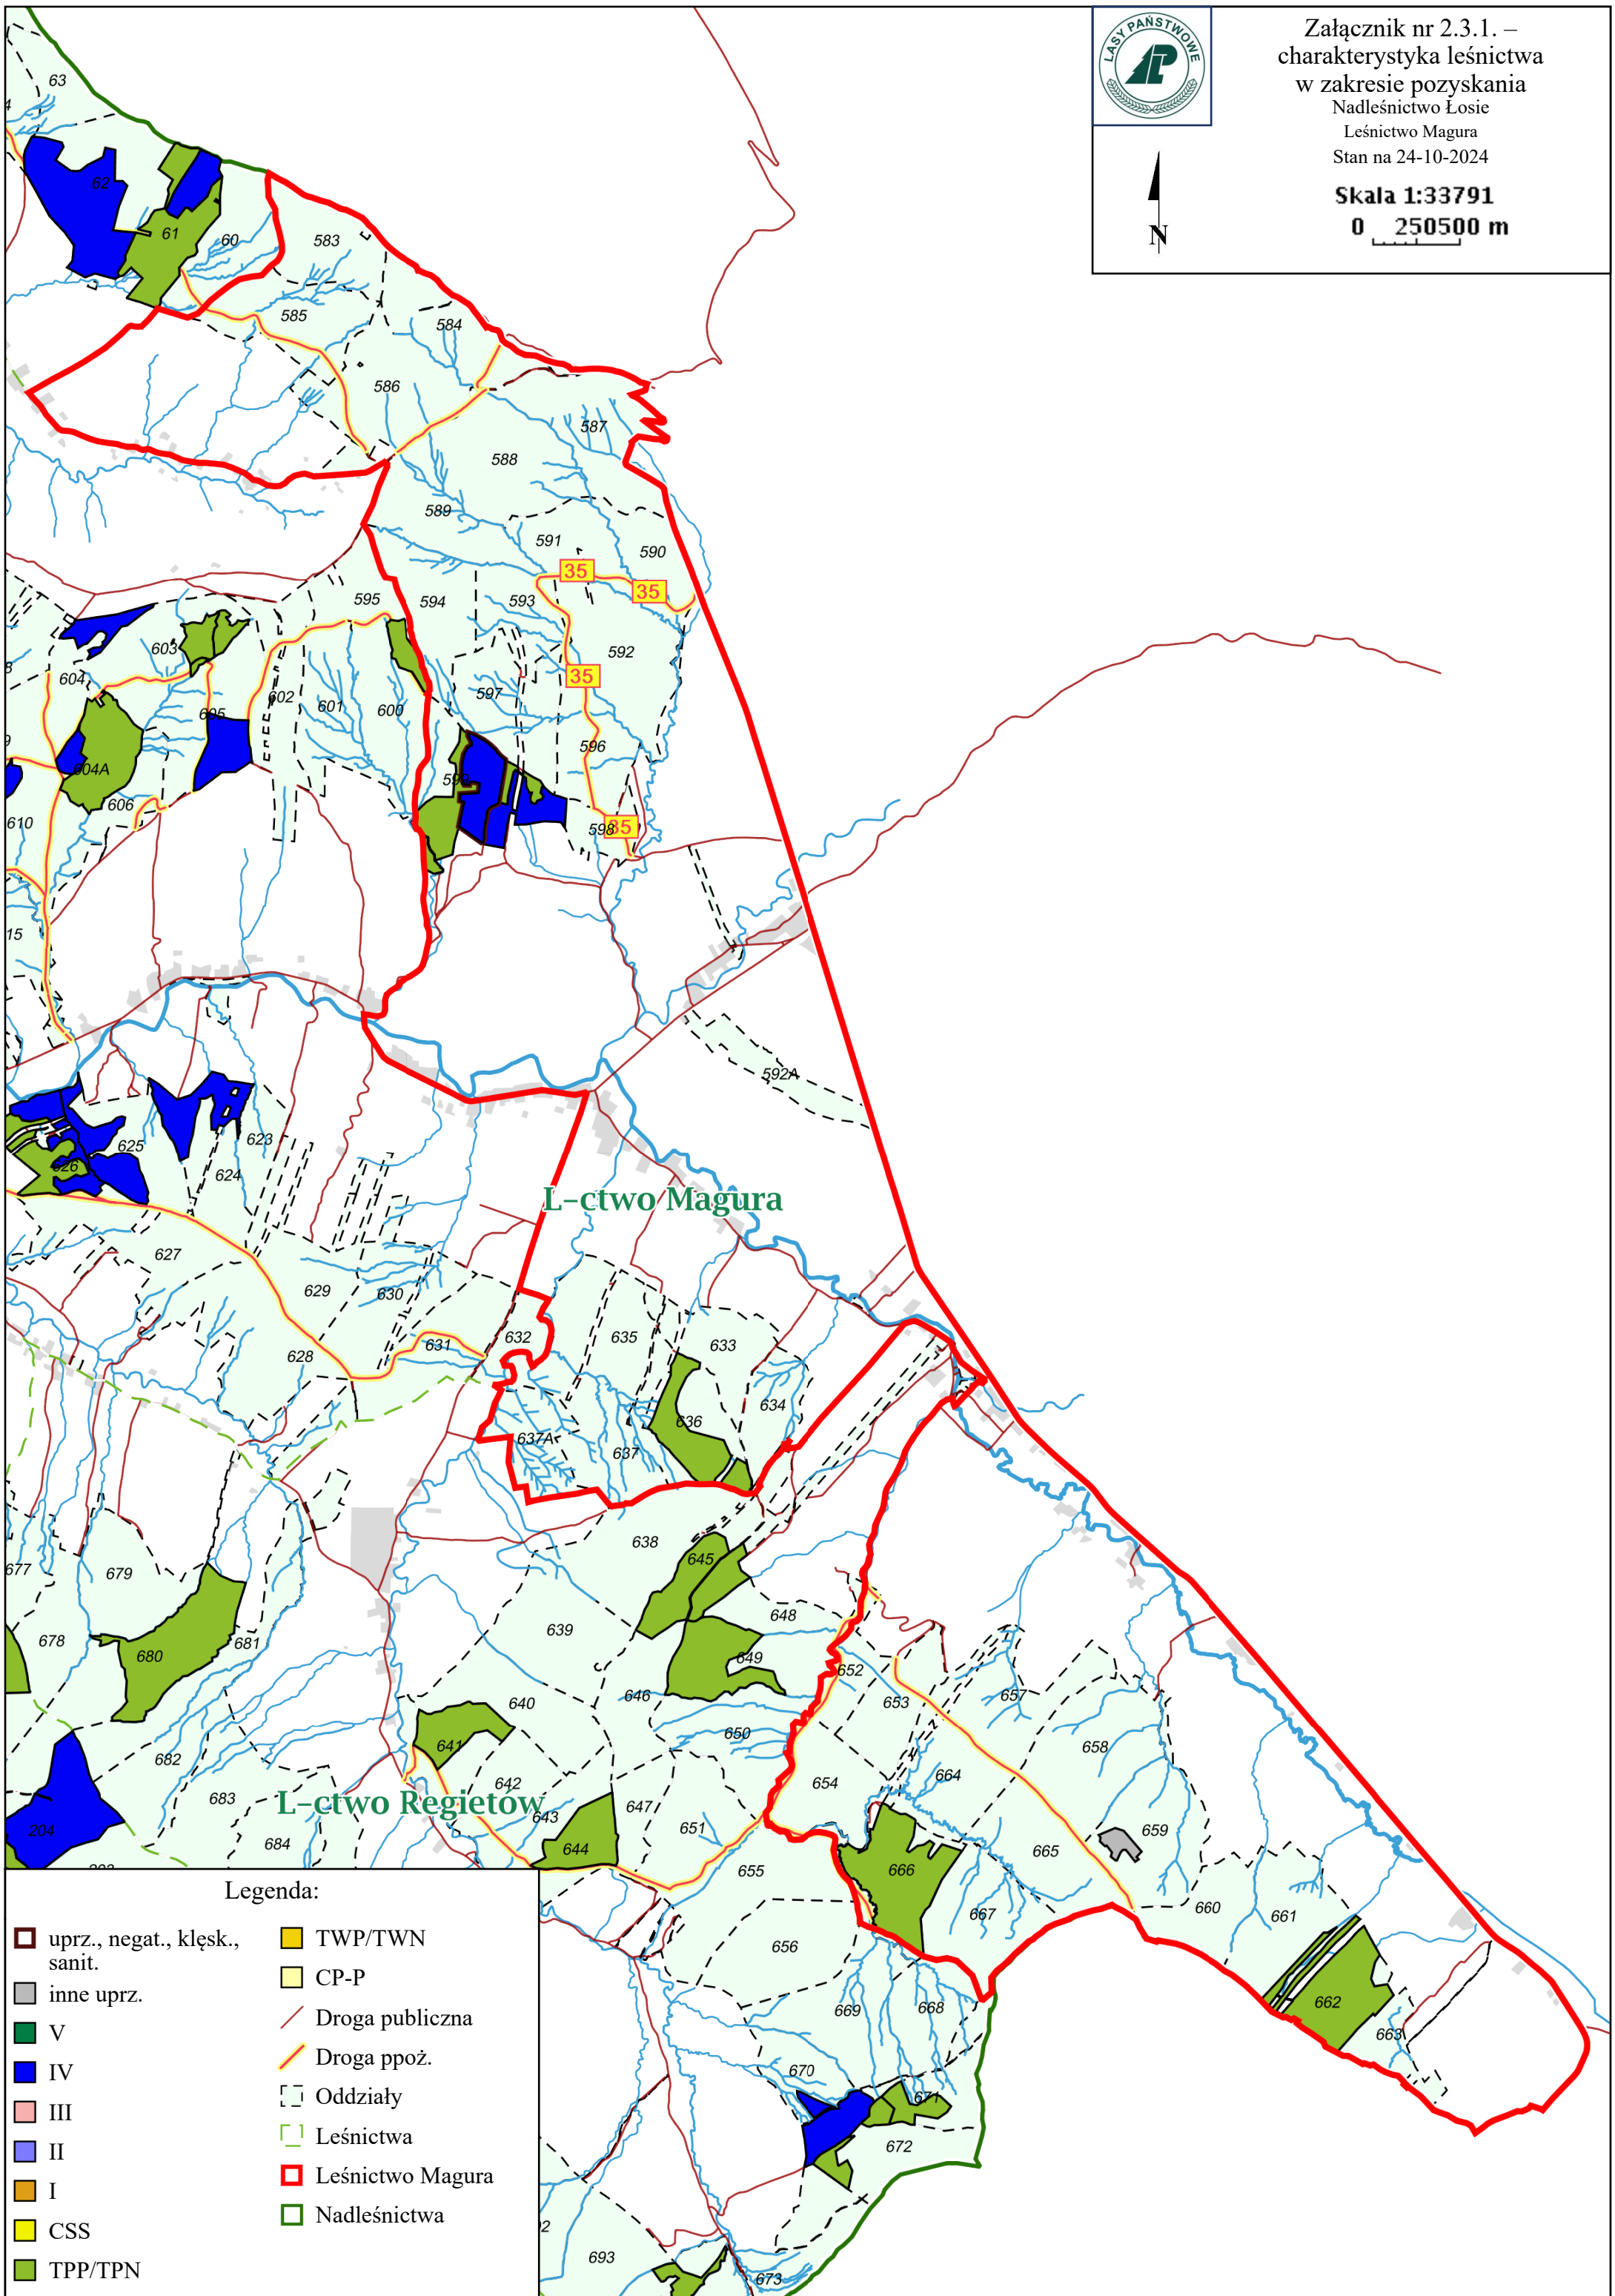 LASY PAŃSTWOWE
Załącznik nr 2.3.1. –
charakterystyka leśnictwa
w zakresie pozyskania
Nadleśnictwo Łosie
Leśnictwo Magura
Stan na 24-10-2024
Skala 1:33791
0 250500 m
N
63
4
62
61
60
583
585
584
586
587
588
589
591
590
35
35
595
594
593
592
603
604
602
601
600
597
35
605
596
604A
606
610
598
35
15
592A
625
623
626
624
L-ctwo Magura
627
629
630
628
631
632
635
633
634
636
637A
637
638
645
677
679
678
680
681
639
648
649
640
646
652
653
657
650
641
658
682
642
654
664
683
L-ctwo Regietów
647
643
651
659
204
684
644
655
665
666
660
661
667
656
662
669
668
663
670
671
672
693
673
Legenda:
uprz., negat., klęsk.,
sanit.
inne uprz.
V
IV
III
II
I
CSS
TPP/TPN
TWP/TWN
CP-P
Droga publiczna
Droga ppoż.
Oddziały
Leśnictwa
Leśnictwo Magura
Nadleśnictwa